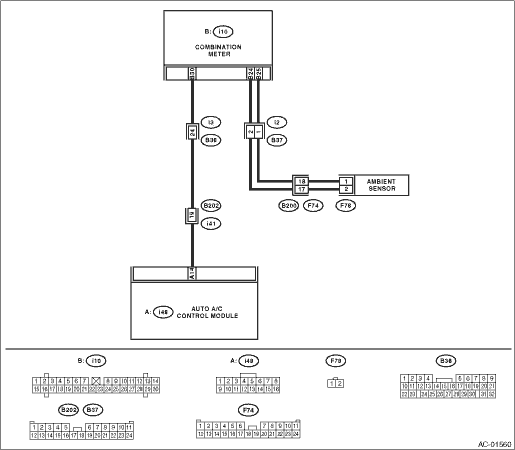 B: i10
COMBINATION
METER
B30
B24
B25
24
i3
B36
2 1
i2
B37
18 1
17 2
AMBIENT
SENSOR
B200 F74 F78
19
B202
i41
A14
A: i48
AUTO A/C
CONTROL MODULE
B: i10
1 2 3 4 5 6 7 8 9 10 11 12 13 14
15 16 17 18 19 20 21 22 23 24 25 26 27 28 29 30
A: i48
1 2 3 4 5 6 7 8
9 10 11 12 13 14 15 16
F78
1 2
B36
1 2 3 4 5 6 7 8 9
10 11 12 13 14 15 16 17 18 19 20 21
22 23 24 25 26 27 28 29 30 31 32
B202 B37
1 2 3 4 5 6 7 8 9 10 11
12 13 14 15 16 17 18 19 20 21 22 23 24
F74
1 2 3 4 5 6 7 8 9 10 11
12 13 14 15 16 17 18 19 20 21 22 23 24
AC-01560